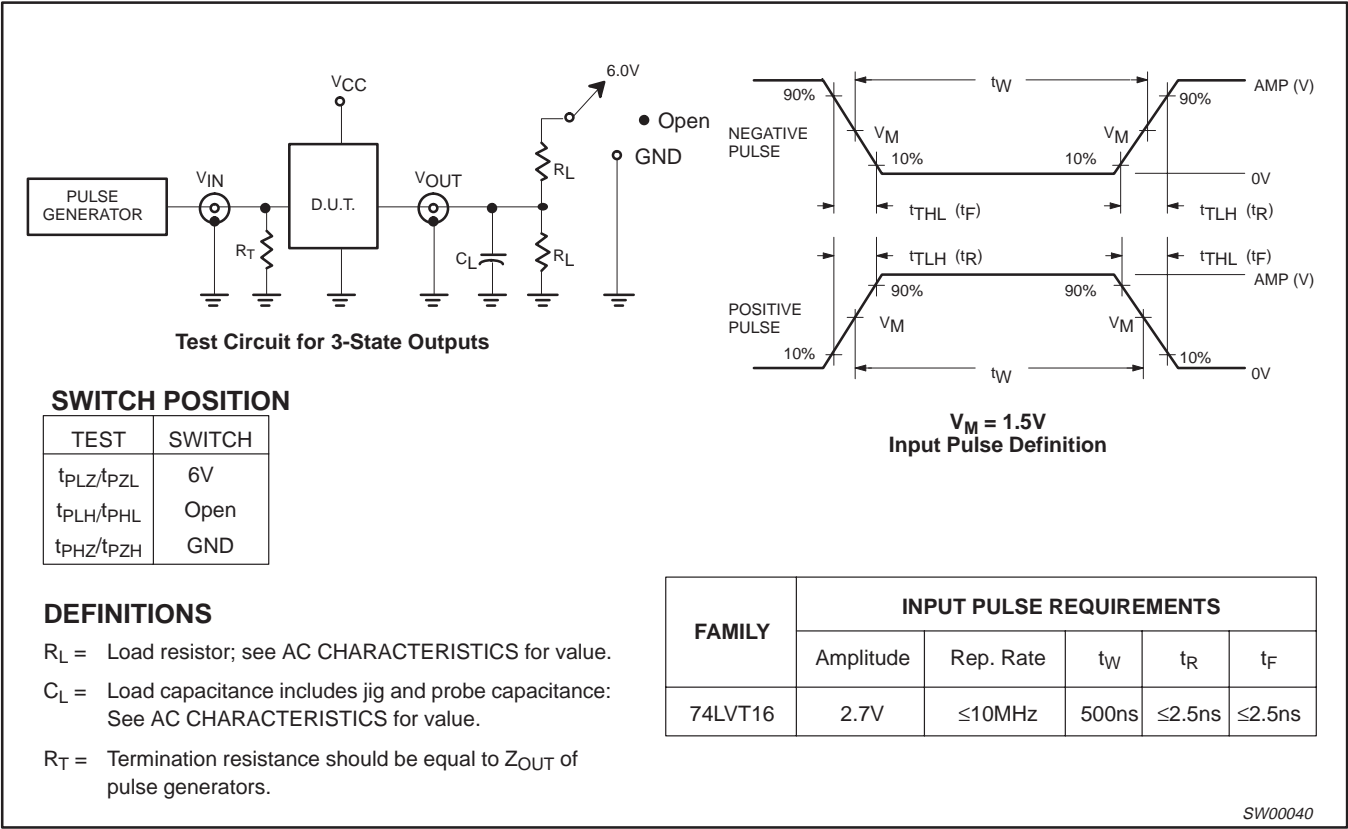 VCC
6.0V
Open
GND
RL
VIN
VOUT
PULSE
GENERATOR
D.U.T.
RT
CL
RL
Test Circuit for 3-State Outputs
tW
AMP (V)
90%
90%
NEGATIVE
PULSE
VM
VM
10%
10%
0V
tTHL (tF)
tTLH (tR)
tTLH (tR)
tTHL (tF)
AMP (V)
90%
90%
POSITIVE
PULSE
VM
VM
10%
10%
tW
0V
VM = 1.5V
Input Pulse Definition
SWITCH POSITION
TEST SWITCH
tPLZ/tPZL 6V
tPLH/tPHL Open
tPHZ/tPZH GND
DEFINITIONS
RL = Load resistor; see AC CHARACTERISTICS for value.
CL = Load capacitance includes jig and probe capacitance:
See AC CHARACTERISTICS for value.
RT = Termination resistance should be equal to ZOUT of
pulse generators.
FAMILY
INPUT PULSE REQUIREMENTS
Amplitude Rep. Rate tW tR tF
74LVT16 2.7V ≤10MHz 500ns ≤2.5ns ≤2.5ns
SW00040